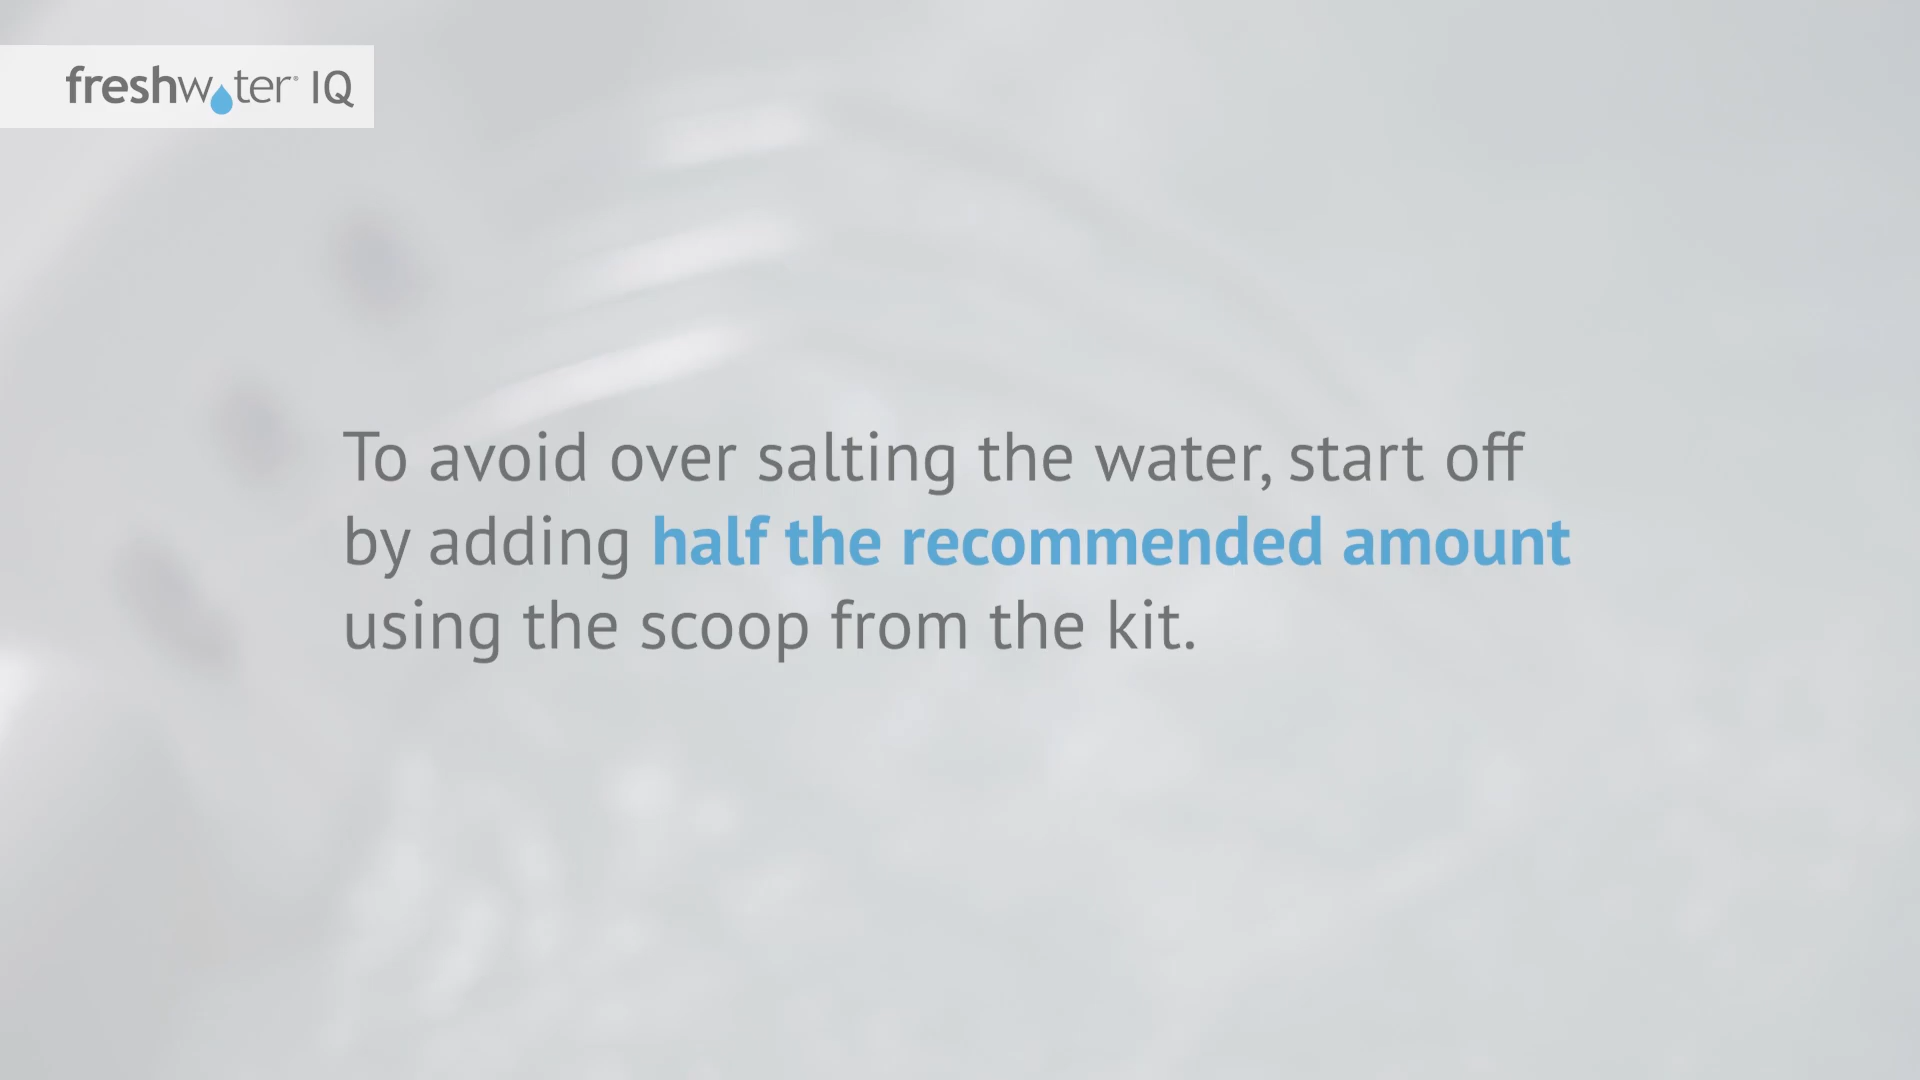 freshwater® IQ
To avoid over salting the water, start off
by adding half the recommended amount
using the scoop from the kit.